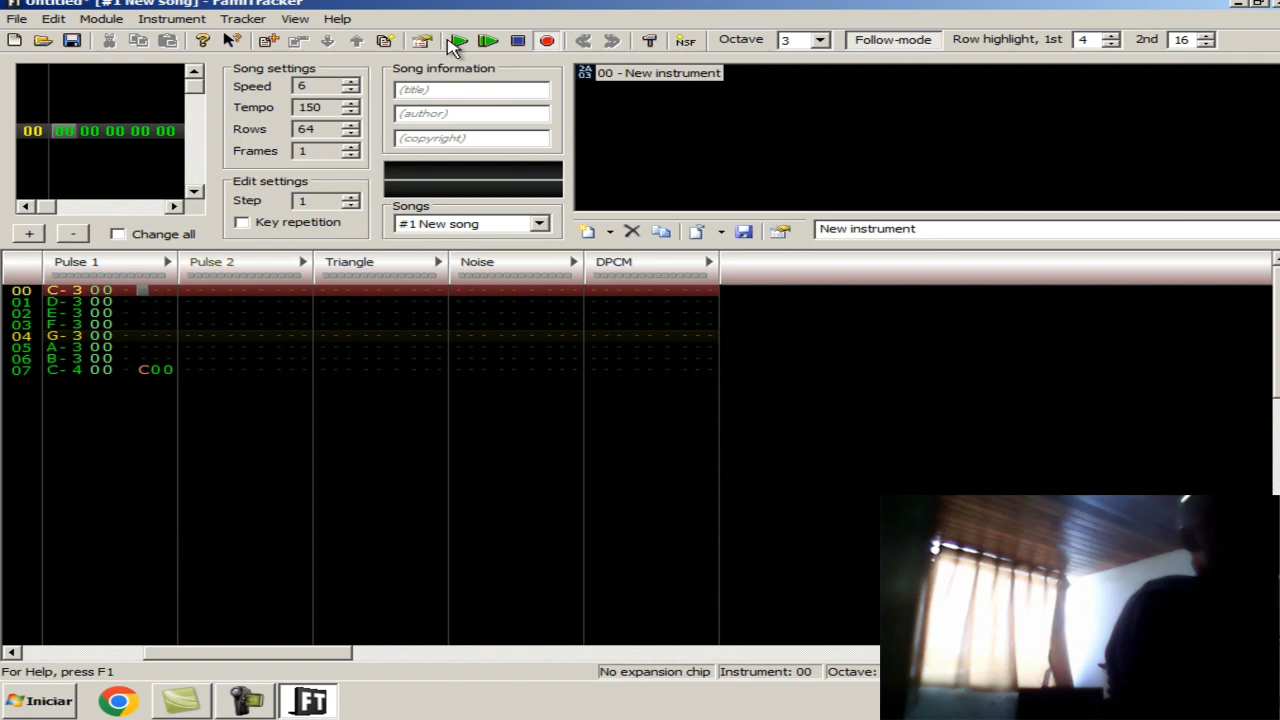 FT Untitled* [#1 New song] - FamiTracker
File Edit Module Instrument Tracker View Help
NSF Octave 3 Follow-mode Row highlight, 1st 4 2nd 16
Song settings
Speed 6
Tempo 150
Rows 64
Frames 1
Edit settings
Step 1
Key repetition
Song information
(title)
(author)
(copyright)
Songs
#1 New song
2A03 00 - New instrument
00 00 00 00 00 00
+ - Change all
New instrument
Pulse 1 Pulse 2 Triangle Noise DPCM
00 C-3 00
01 D-3 00
02 E-3 00
03 F-3 00
04 G-3 00
05 A-3 00
06 B-3 00
07 C-4 00 C00
For Help, press F1 No expansion chip Instrument: 00 Octave:
Iniciar FT